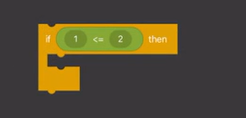 if 1 <= 2 then